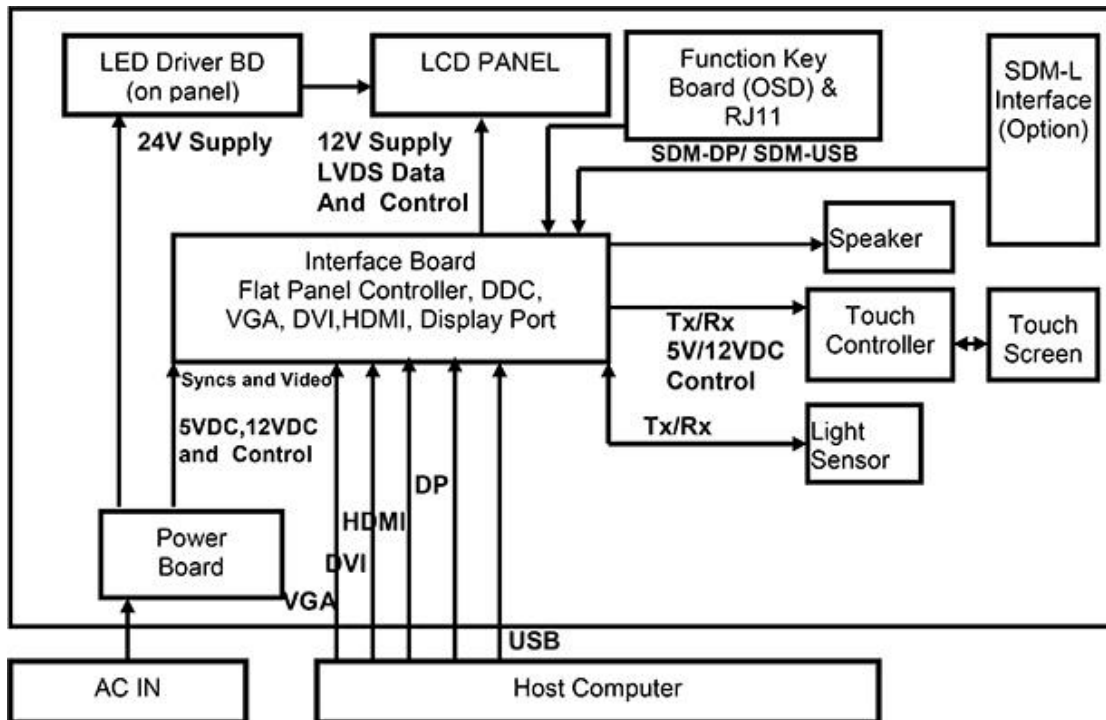 LED Driver BD
(on panel)
LCD PANEL
Function Key
Board (OSD) &
RJ11
SDM-L
Interface
(Option)
24V Supply
12V Supply
LVDS Data
And Control
SDM-DP/ SDM-USB
Speaker
Interface Board
Flat Panel Controller, DDC,
VGA, DVI,HDMI, Display Port
Tx/Rx
5V/12VDC
Control
Touch
Controller
Touch
Screen
Syncs and Video
5VDC,12VDC
and Control
Tx/Rx
Light
Sensor
DP
HDMI
DVI
VGA
Power
Board
USB
AC IN
Host Computer